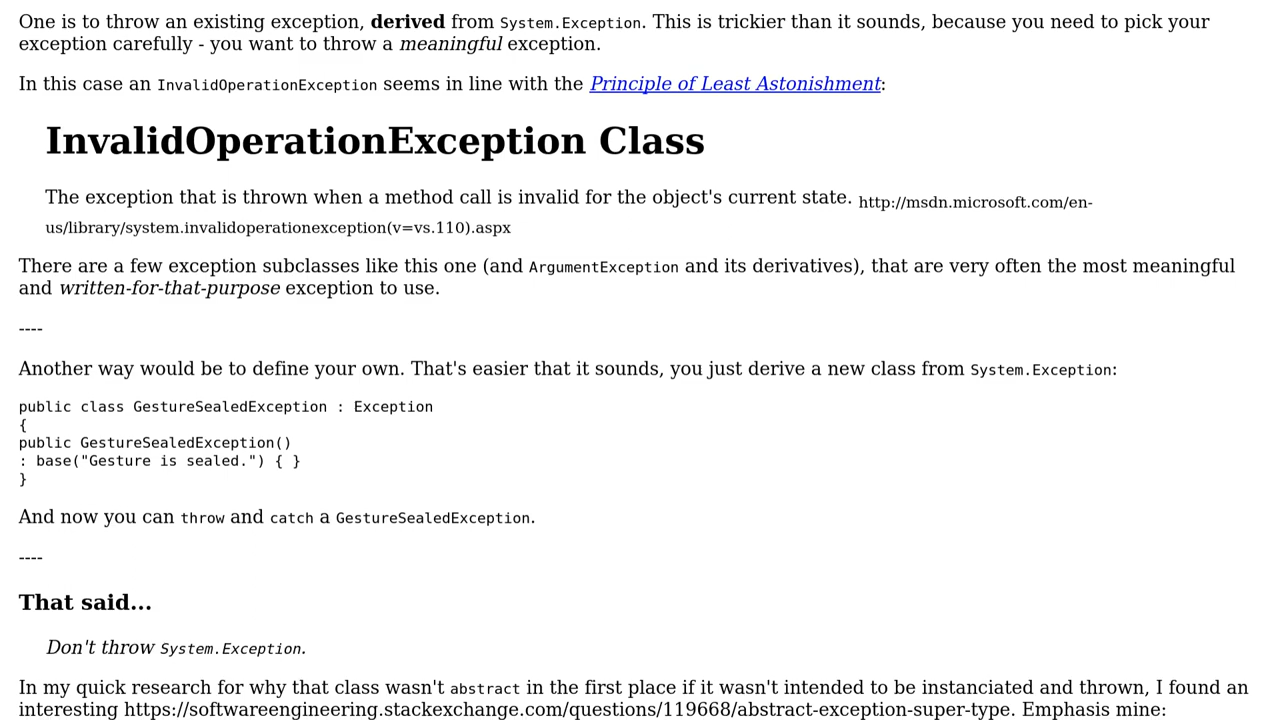 One is to throw an existing exception, derived from System.Exception. This is trickier than it sounds, because you need to pick your
exception carefully - you want to throw a meaningful exception.
In this case an InvalidOperationException seems in line with the Principle of Least Astonishment:
InvalidOperationException Class
The exception that is thrown when a method call is invalid for the object's current state. http://msdn.microsoft.com/en-
us/library/system.invalidoperationexception(v=vs.110).aspx
There are a few exception subclasses like this one (and ArgumentException and its derivatives), that are very often the most meaningful
and written-for-that-purpose exception to use.
----
Another way would be to define your own. That's easier that it sounds, you just derive a new class from System.Exception:
public class GestureSealedException : Exception
{
public GestureSealedException()
: base("Gesture is sealed.") { }
}
And now you can throw and catch a GestureSealedException.
----
That said...
Don't throw System.Exception.
In my quick research for why that class wasn't abstract in the first place if it wasn't intended to be instanciated and thrown, I found an
interesting https://softwareengineering.stackexchange.com/questions/119668/abstract-exception-super-type. Emphasis mine: